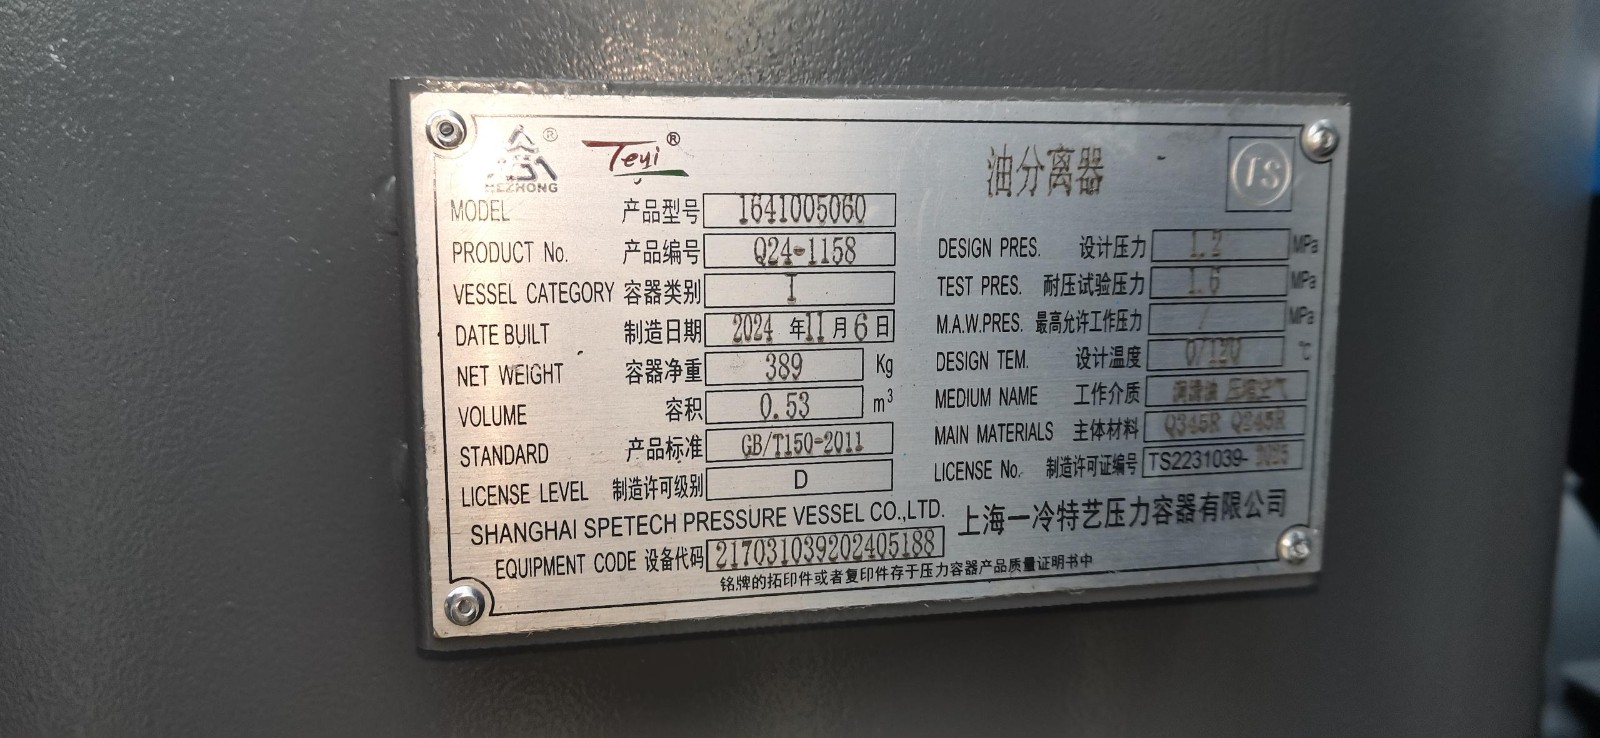 HEZHONG ® Teyi ®
油分离器
TS
MODEL 产品型号 1641005060
PRODUCT No. 产品编号 Q24-1158
VESSEL CATEGORY 容器类别 I
DATE BUILT 制造日期 2024 年 11 月 6 日
NET WEIGHT 容器净重 389 Kg
VOLUME 容积 0.53 m³
STANDARD 产品标准 GB/T150-2011
LICENSE LEVEL 制造许可级别 D
DESIGN PRES. 设计压力 1.2 MPa
TEST PRES. 耐压试验压力 1.6 MPa
M.A.W.PRES. 最高允许工作压力 / MPa
DESIGN TEM. 设计温度 0/120 ℃
MEDIUM NAME 工作介质 润滑油 压缩空气
MAIN MATERIALS 主体材料 Q345R Q245R
LICENSE No. 制造许可证编号 TS2231039-
SHANGHAI SPETECH PRESSURE VESSEL CO.,LTD. 上海一冷特艺压力容器有限公司
EQUIPMENT CODE 设备代码 217031039202405188
铭牌的拓印件或者复印件存于压力容器产品质量证明书中